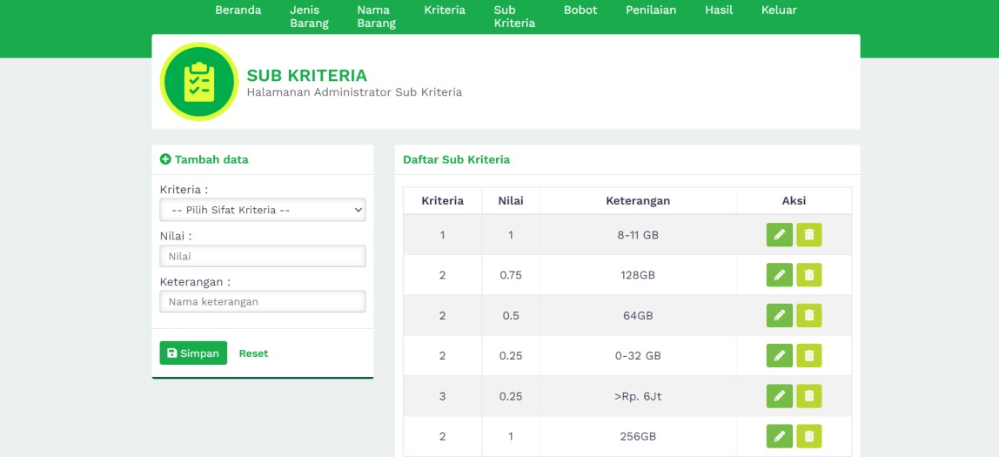 Beranda Jenis Barang Nama Barang Kriteria Sub Kriteria Bobot Penilaian Hasil Keluar
SUB KRITERIA
Halamanan Administrator Sub Kriteria
Tambah data
Kriteria :
-- Pilih Sifat Kriteria --
Nilai :
Nilai
Keterangan :
Nama keterangan
Simpan Reset
Daftar Sub Kriteria
Kriteria Nilai Keterangan Aksi
1 1 8-11 GB
2 0.75 128GB
2 0.5 64GB
2 0.25 0-32 GB
3 0.25 >Rp. 6Jt
2 1 256GB